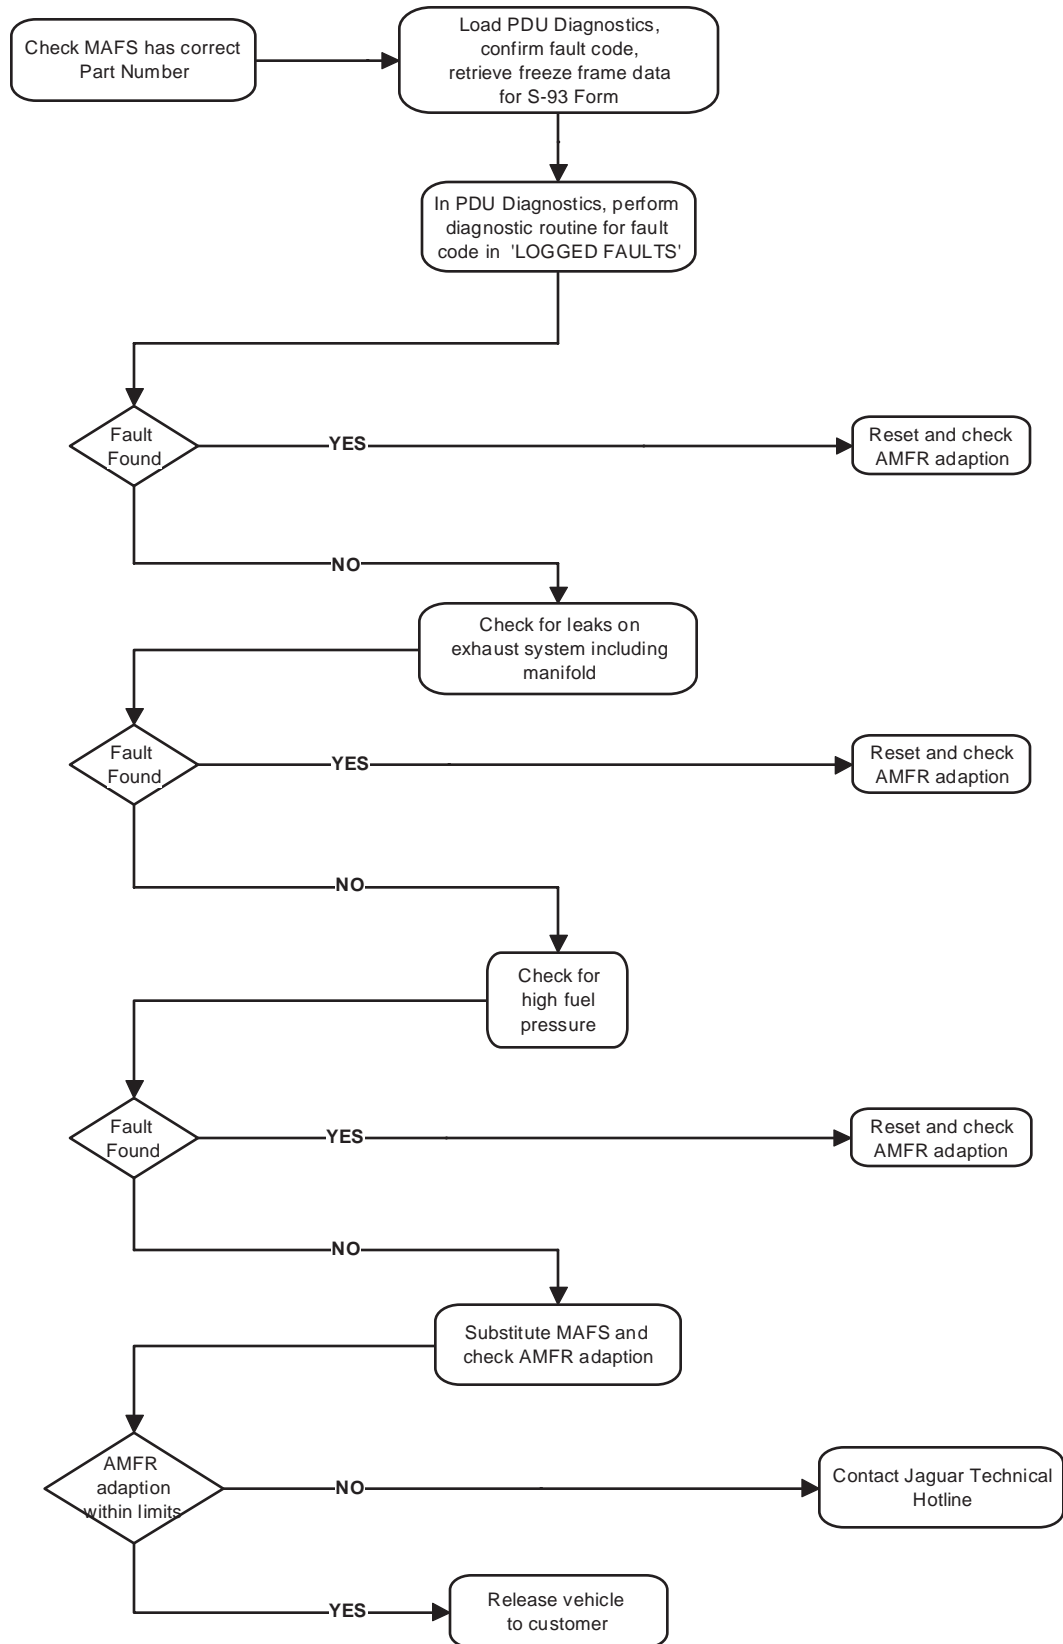 Check MAFS has correct
Part Number
Load PDU Diagnostics,
confirm fault code,
retrieve freeze frame data
for S-93 Form
In PDU Diagnostics, perform
diagnostic routine for fault
code in 'LOGGED FAULTS'
Fault
Found
YES
Reset and check
AMFR adaption
NO
Check for leaks on
exhaust system including
manifold
Fault
Found
YES
Reset and check
AMFR adaption
NO
Check for
high fuel
pressure
Fault
Found
YES
Reset and check
AMFR adaption
NO
Substitute MAFS and
check AMFR adaption
AMFR
adaption
within limits
NO
Contact Jaguar Technical
Hotline
YES
Release vehicle
to customer